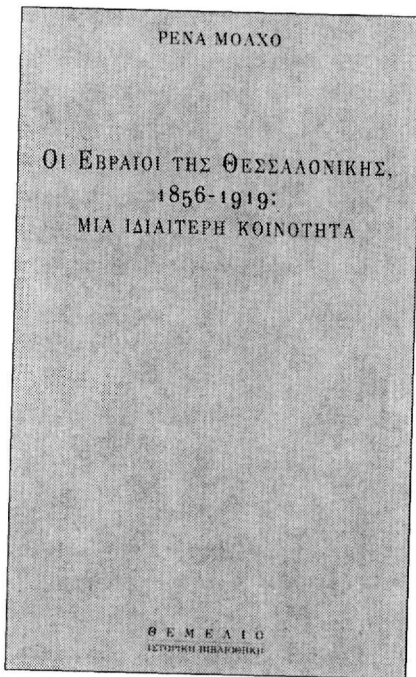 ΡΕΝΑ ΜΟΛΧΟ
ΟΙ ΕΒΡΑΙΟΙ ΤΗΣ ΘΕΣΣΑΛΟΝΙΚΗΣ,
1856-1919:
ΜΙΑ ΙΔΙΑΙΤΕΡΗ ΚΟΙΝΟΤΗΤΑ
ΘΕΜΕΛΙΟ
ΙΣΤΟΡΙΚΗ ΒΙΒΛΙΟΘΗΚΗ